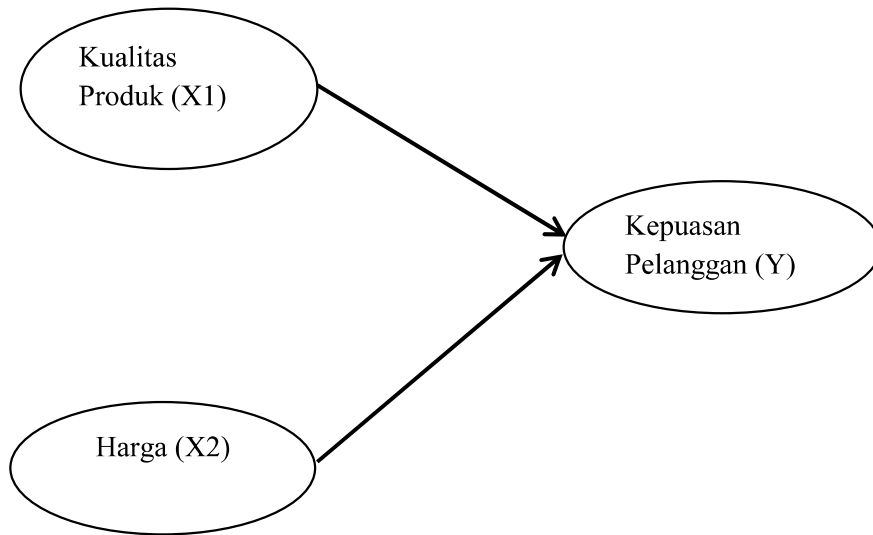 Kualitas
Produk (X1)
Kepuasan
Pelanggan (Y)
Harga (X2)